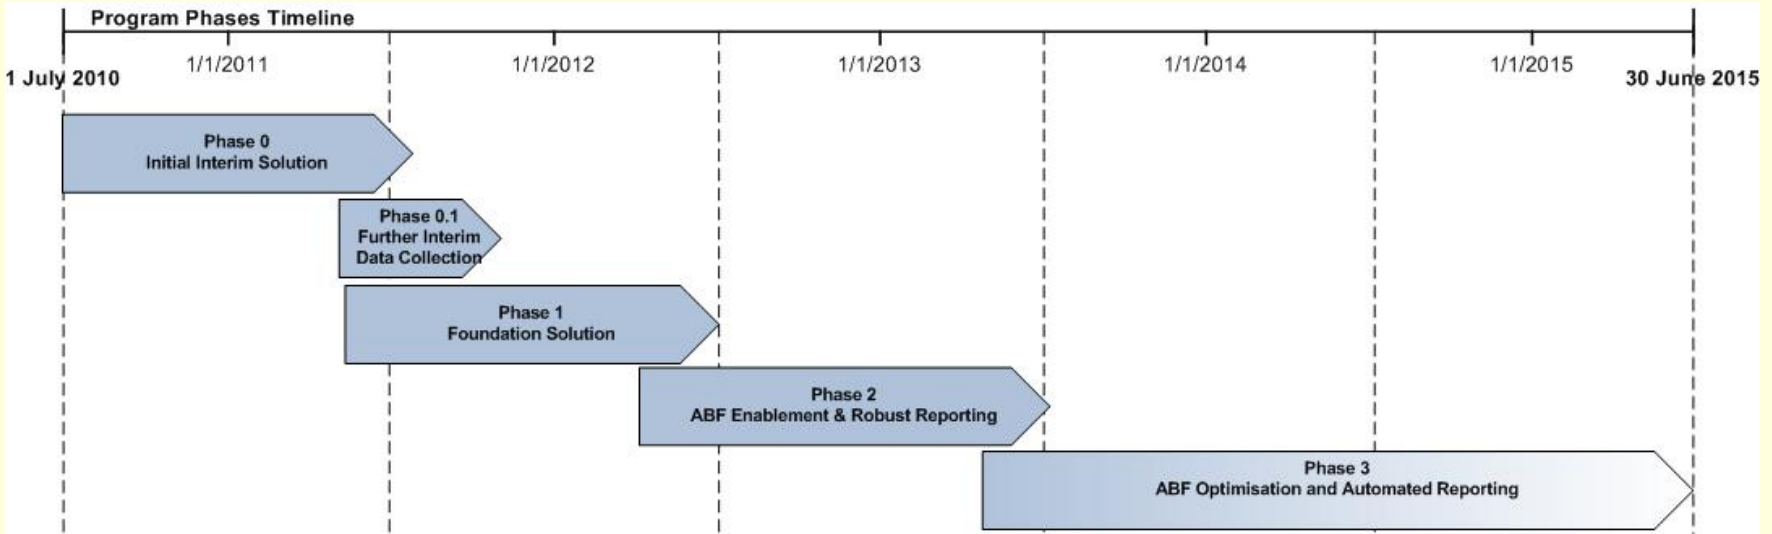 Program Phases Timeline
1/1/2011
1/1/2012
1/1/2013
1/1/2014
1/1/2015
1 July 2010
30 June 2015
Phase 0
Initial Interim Solution
Phase 0.1
Further Interim
Data Collection
Phase 1
Foundation Solution
Phase 2
ABF Enablement & Robust Reporting
Phase 3
ABF Optimisation and Automated Reporting